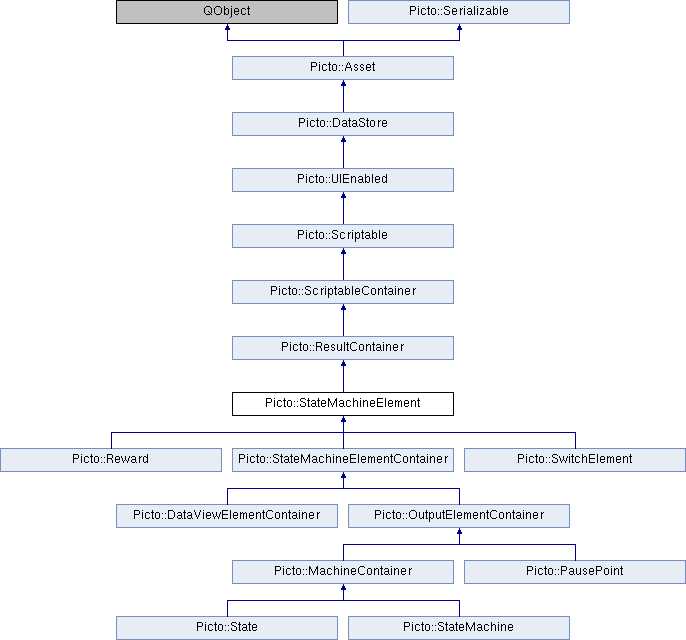 QObject
Picto::Serializable
Picto::Asset
Picto::DataStore
Picto::UIEnabled
Picto::Scriptable
Picto::ScriptableContainer
Picto::ResultContainer
Picto::StateMachineElement
Picto::Reward
Picto::StateMachineElementContainer
Picto::SwitchElement
Picto::DataViewElementContainer
Picto::OutputElementContainer
Picto::MachineContainer
Picto::PausePoint
Picto::State
Picto::StateMachine